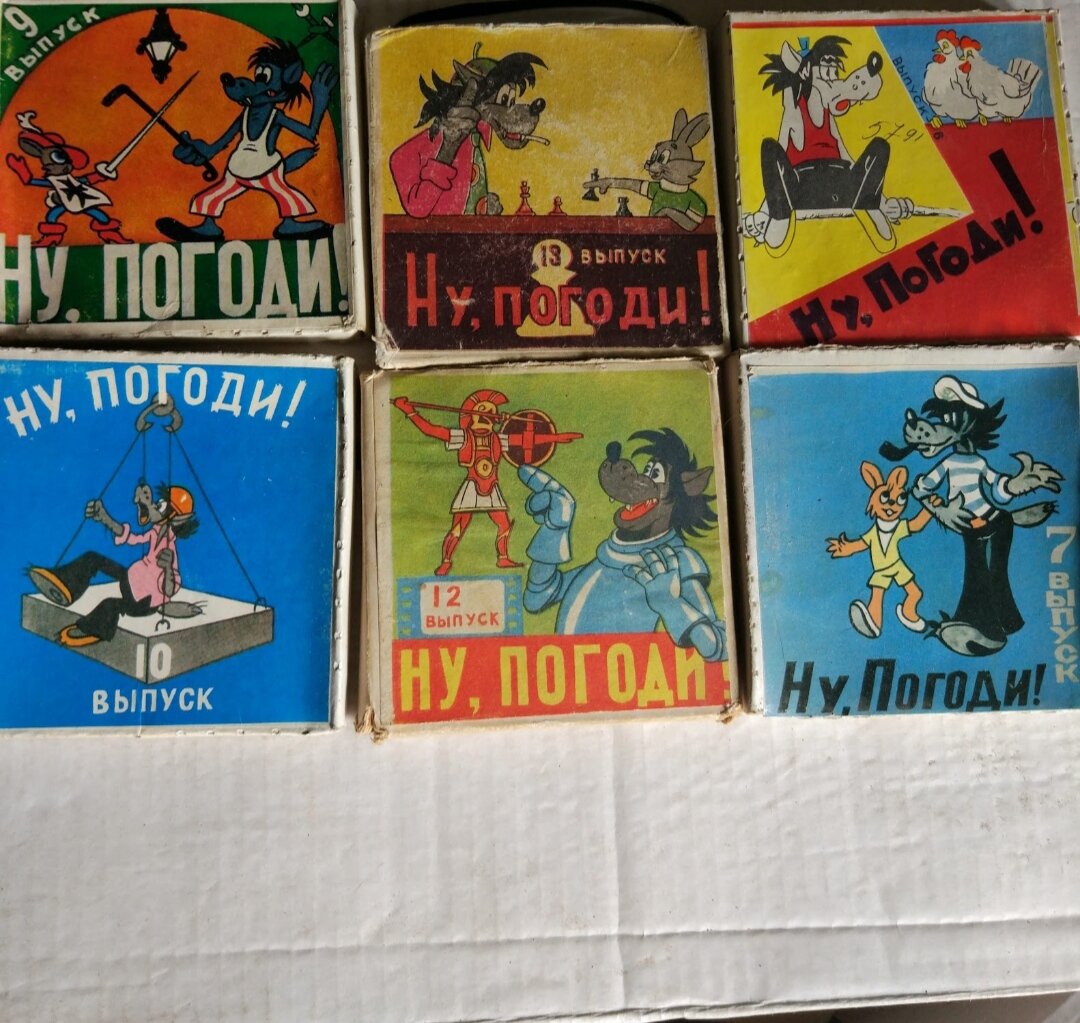 9
ВЫПУСК
НУ, ПОГОДИ!
13 ВЫПУСК
Ну, погоди!
ВЫПУСК 6
5791
Ну, Погоди!
НУ, ПОГОДИ!
10
ВЫПУСК
12
ВЫПУСК
НУ, ПОГОДИ!
7 ВЫПУСК
Ну, Погоди!